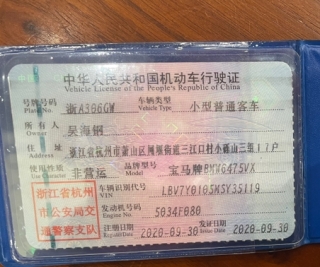 中华人民共和国机动车行驶证
Vehicle License of the People's Republic of China
号牌号码 浙A366GW 车辆类型 小型普通客车
Plate No. Vehicle Type
所有人 吴海钢
Owner
住址 浙江省杭州市萧山区闻堰街道三江口村小砾山三组117户
Address
使用性质 非营运 品牌型号 宝马牌BMW6475VX
Use Character Model
浙江省杭州 车辆识别代号 LBV7Y0105MSY35119
市公安局交 VIN
通警察支队 发动机号码 5034F080
Engine No.
注册日期 2020-09-30 发证日期 2020-09-30
Register Date Issue Date